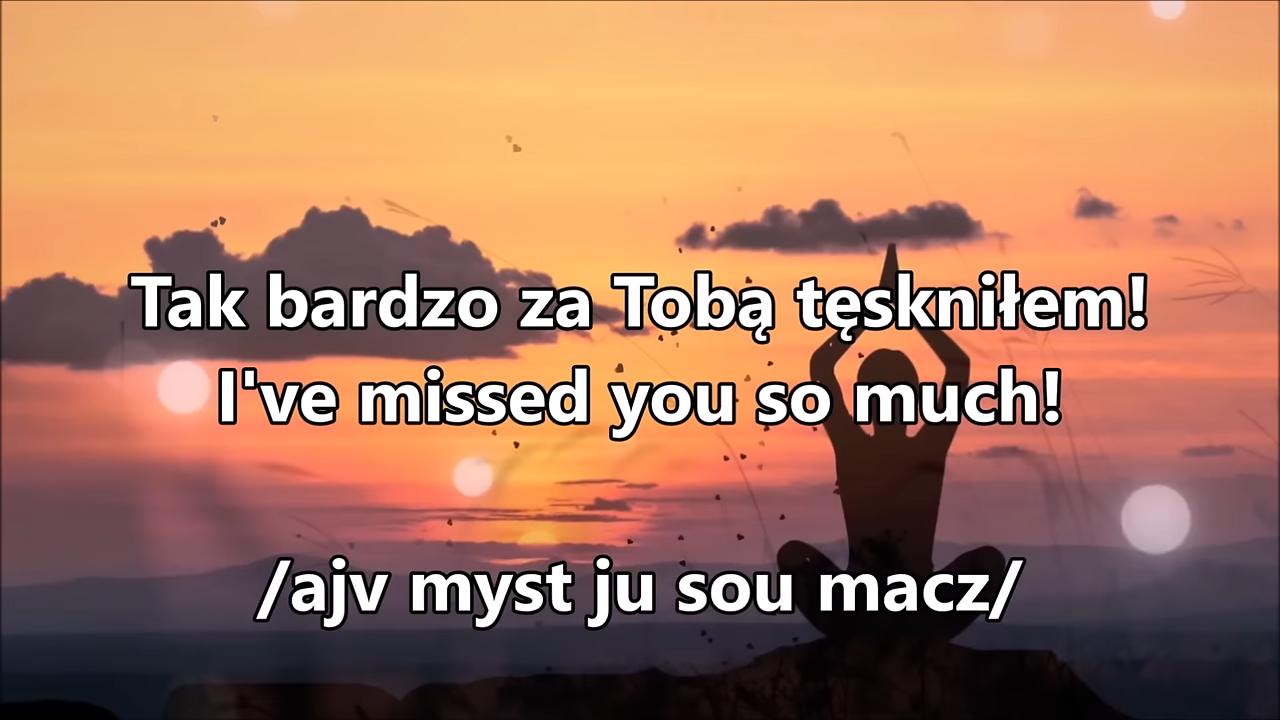 Tak bardzo za Tobą tęskniłem!
I've missed you so much!
/ajv myst ju sou macz/